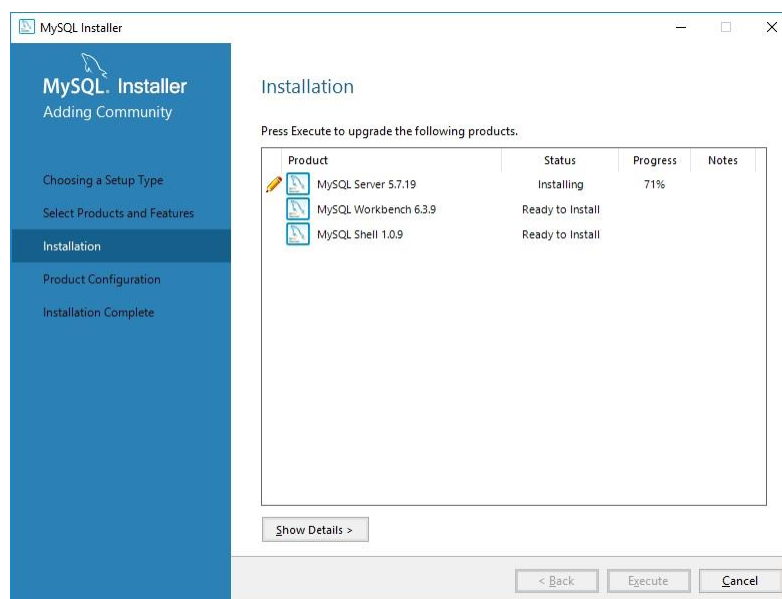 MySQL Installer
MySQL. Installer
Adding Community
Choosing a Setup Type
Select Products and Features
Installation
Product Configuration
Installation Complete
Installation
Press Execute to upgrade the following products.
Product Status Progress Notes
MySQL Server 5.7.19 Installing 71%
MySQL Workbench 6.3.9 Ready to Install
MySQL Shell 1.0.9 Ready to Install
Show Details >
< Back Execute Cancel